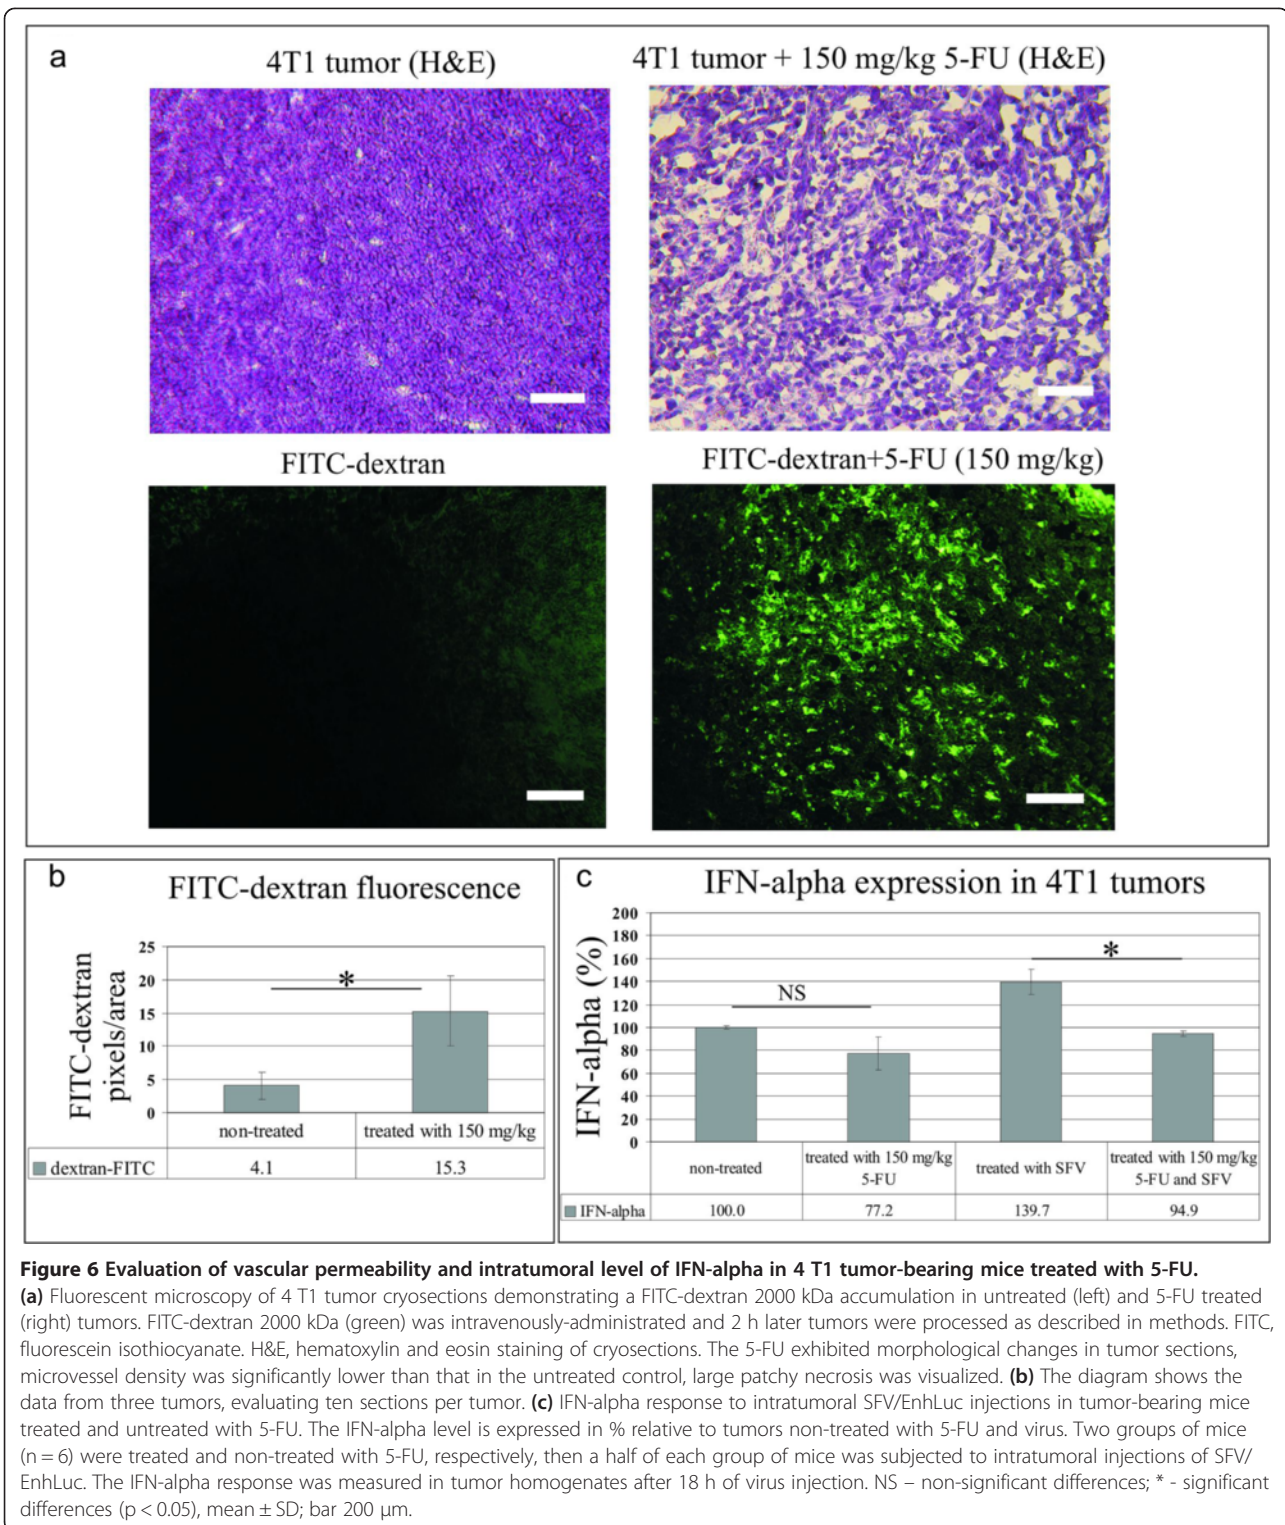 a
4T1 tumor (H&E)
4T1 tumor + 150 mg/kg 5-FU (H&E)
FITC-dextran
FITC-dextran+5-FU (150 mg/kg)
b
FITC-dextran fluorescence
FITC-dextran
pixels/area
25
20
15
10
5
0
*
non-treated
treated with 150 mg/kg
dextran-FITC
4.1
15.3
c
IFN-alpha expression in 4T1 tumors
IFN-alpha (%)
200
180
160
140
120
100
80
60
40
20
0
NS
*
non-treated
treated with 150 mg/kg
5-FU
treated with SFV
treated with 150 mg/kg
5-FU and SFV
IFN-alpha
100.0
77.2
139.7
94.9
Figure 6 Evaluation of vascular permeability and intratumoral level of IFN-alpha in 4 T1 tumor-bearing mice treated with 5-FU.
(a) Fluorescent microscopy of 4 T1 tumor cryosections demonstrating a FITC-dextran 2000 kDa accumulation in untreated (left) and 5-FU treated
(right) tumors. FITC-dextran 2000 kDa (green) was intravenously-administrated and 2 h later tumors were processed as described in methods. FITC,
fluorescein isothiocyanate. H&E, hematoxylin and eosin staining of cryosections. The 5-FU exhibited morphological changes in tumor sections,
microvessel density was significantly lower than that in the untreated control, large patchy necrosis was visualized. (b) The diagram shows the
data from three tumors, evaluating ten sections per tumor. (c) IFN-alpha response to intratumoral SFV/EnhLuc injections in tumor-bearing mice
treated and untreated with 5-FU. The IFN-alpha level is expressed in % relative to tumors non-treated with 5-FU and virus. Two groups of mice
(n = 6) were treated and non-treated with 5-FU, respectively, then a half of each group of mice was subjected to intratumoral injections of SFV/
EnhLuc. The IFN-alpha response was measured in tumor homogenates after 18 h of virus injection. NS – non-significant differences; * - significant
differences (p < 0.05), mean ± SD; bar 200 μm.